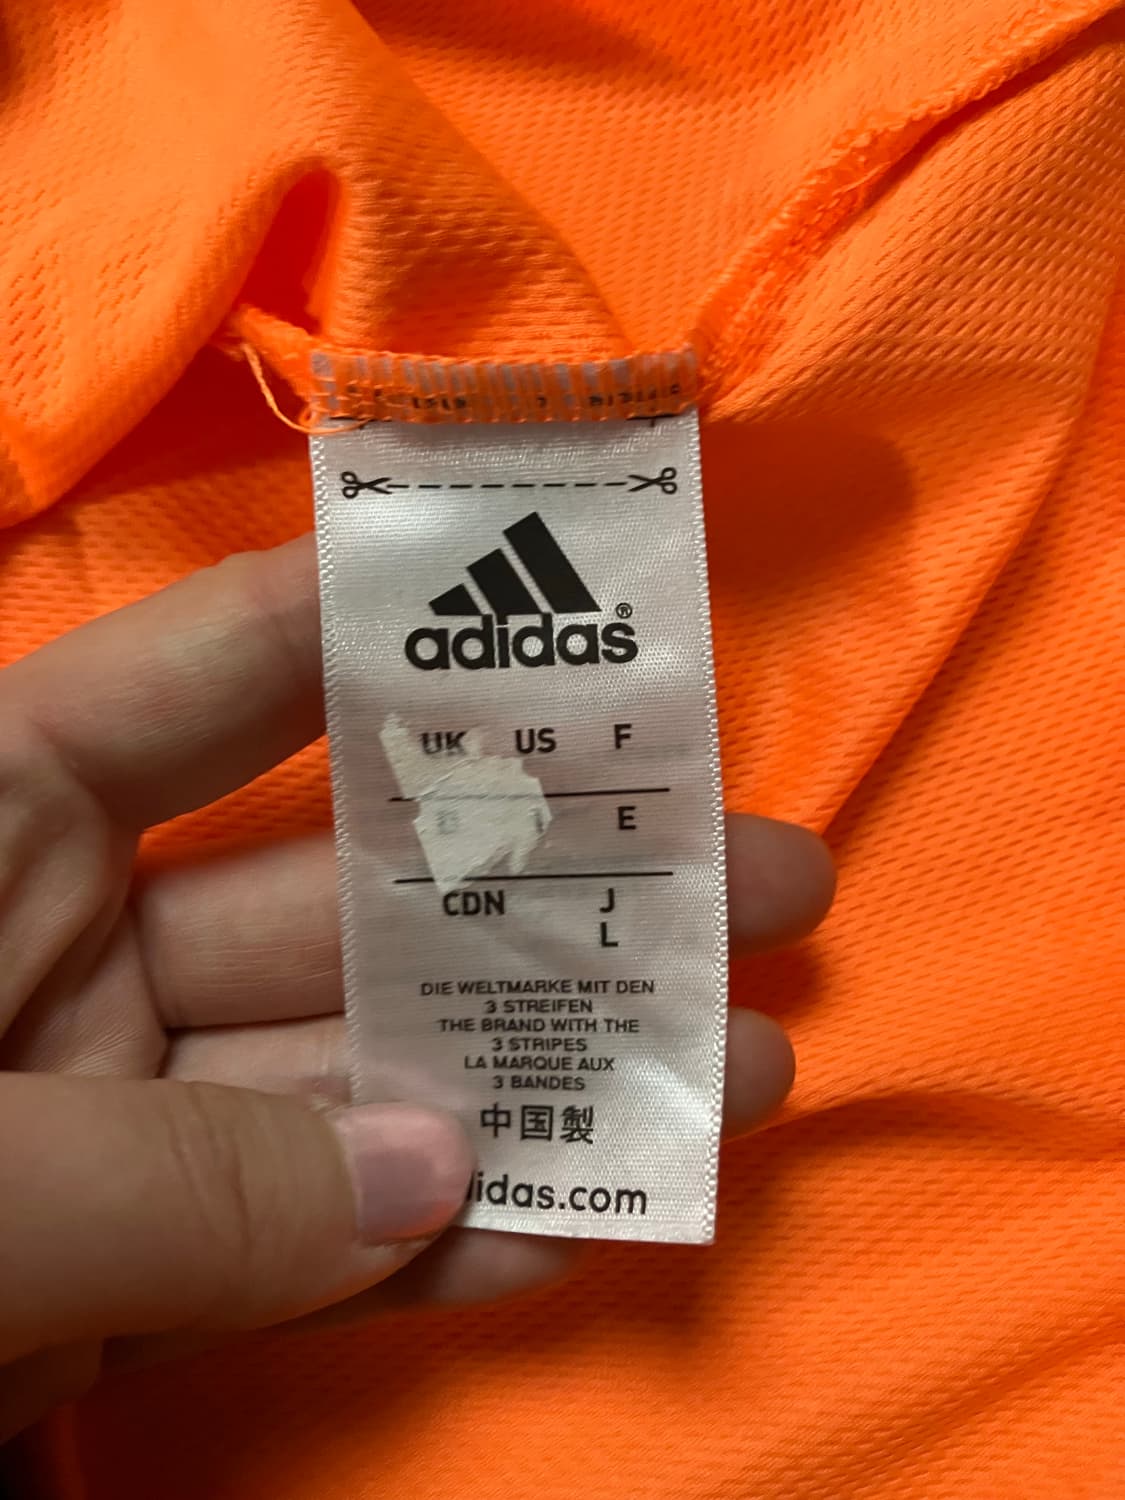 adidas®
UK US F
D I E
CDN J
L
DIE WELTMARKE MIT DEN
3 STREIFEN
THE BRAND WITH THE
3 STRIPES
LA MARQUE AUX
3 BANDES
中国製
idas.com